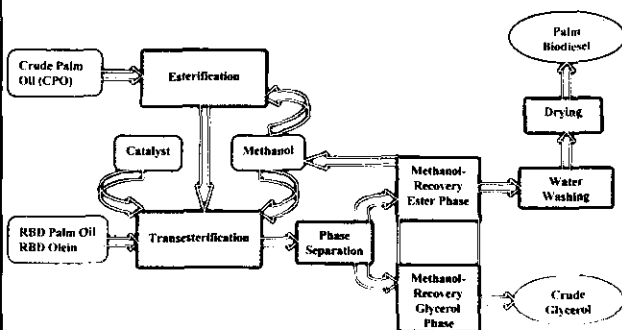 Palm
Biodiesel
Crude Palm
Oil (CPO)
Esterification
Drying
Catalyst
Methanol
Methanol-
Recovery
Ester Phase
Water
Washing
RBD Palm Oil
RBD Olein
Transesterification
Phase
Separation
Methanol-
Recovery
Glycerol
Phase
Crude
Glycerol